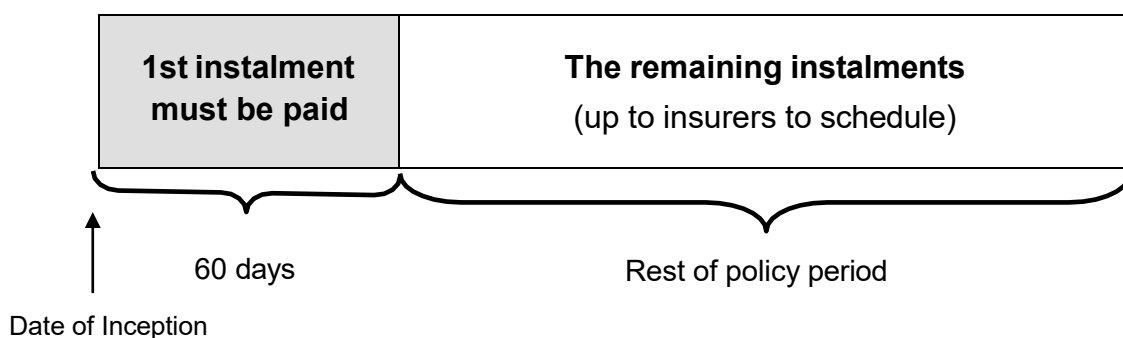 1st instalment
must be paid
The remaining instalments
(up to insurers to schedule)
60 days
Rest of policy period
Date of Inception